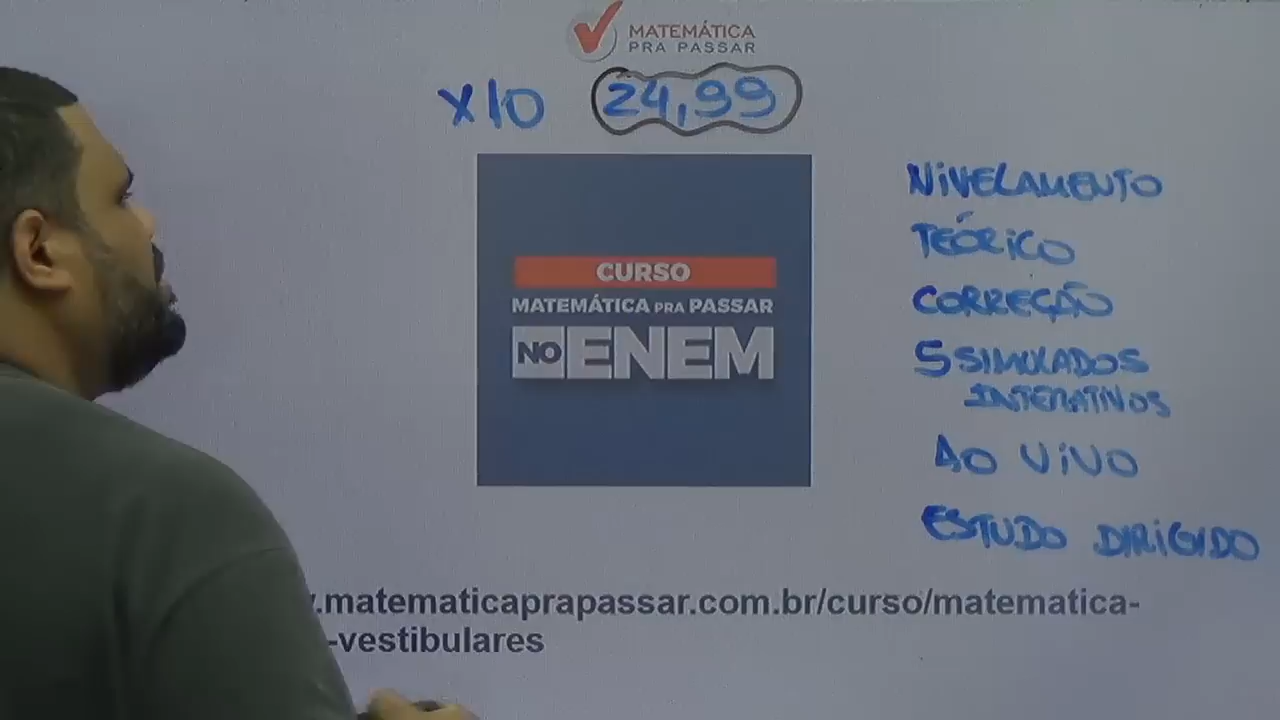 MATEMÁTICA
PRA PASSAR
X10 24,99
CURSO
MATEMÁTICA PRA PASSAR
NO ENEM
NIVELAMENTO
TEÓRICO
CORREÇÃO
5 SIMULADOS
INTERATIVOS
AO VIVO
ESTUDO DIRIGIDO
.matematicaprapassar.com.br/curso/matematica-
-vestibulares